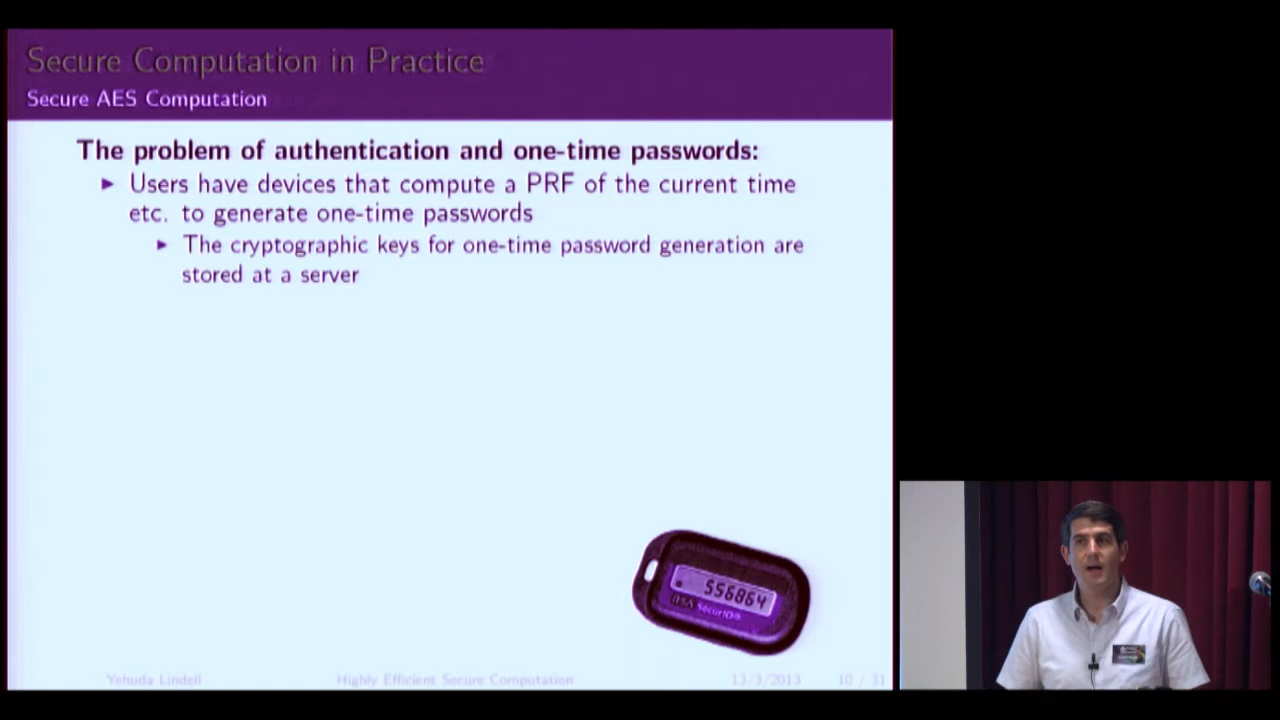 Secure Computation in Practice
Secure AES Computation
The problem of authentication and one-time passwords:
▶ Users have devices that compute a PRF of the current time
etc. to generate one-time passwords
▶ The cryptographic keys for one-time password generation are
stored at a server
556864
RSA SecurID®
Yehuda Lindell Highly Efficient Secure Computation 13/3/2013 10 / 31